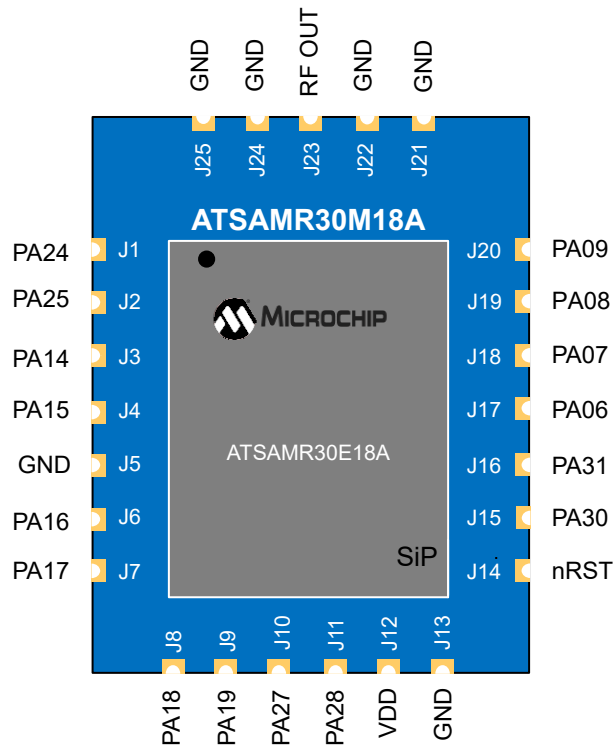 GND
GND
RF OUT
GND
GND
J25
J24
J23
J22
J21
ATSAMR30M18A
PA24 J1
J20 PA09
PA25 J2
J19 PA08
MICROCHIP
PA14 J3
J18 PA07
PA15 J4
J17 PA06
ATSAMR30E18A
GND J5
J16 PA31
PA16 J6
J15 PA30
SiP
PA17 J7
J14 nRST
J8
J9
J10
J11
J12
J13
PA18
PA19
PA27
PA28
VDD
GND